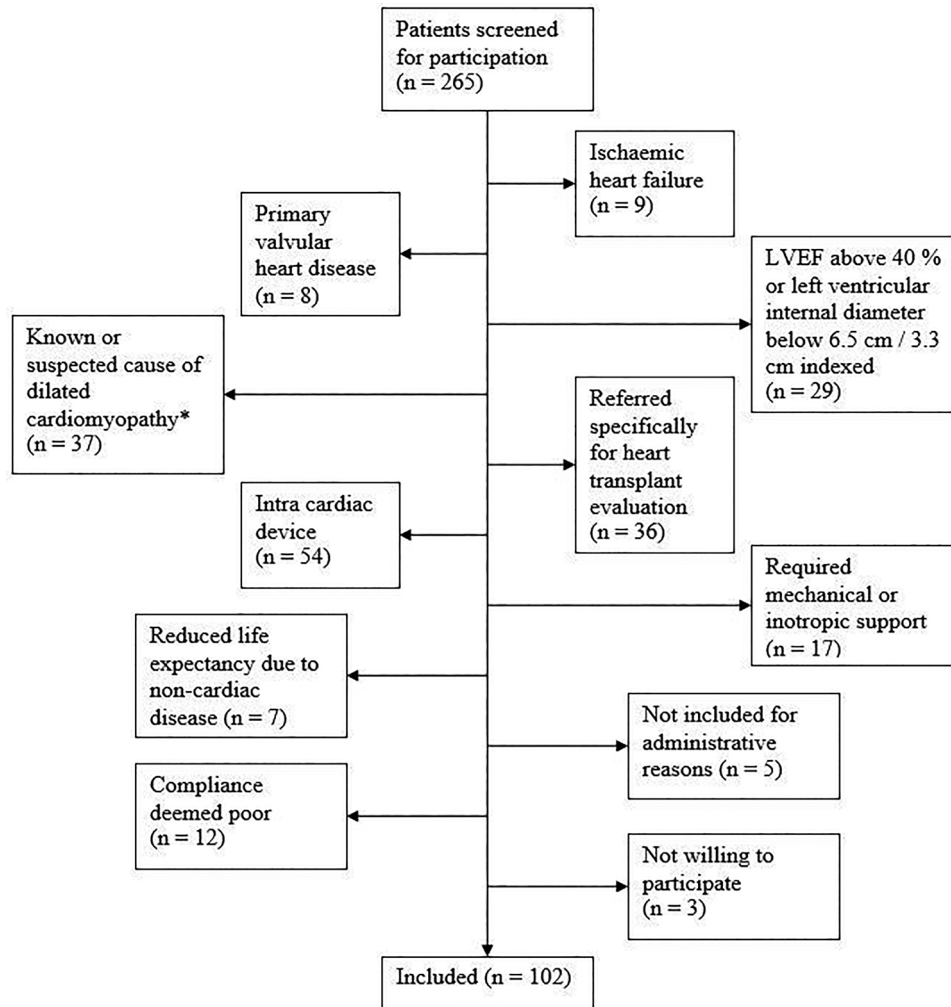 Patients screened
for participation
(n = 265)
Ischaemic
heart failure
(n = 9)
Primary
valvular
heart disease
(n = 8)
LVEF above 40 %
or left ventricular
internal diameter
below 6.5 cm / 3.3
cm indexed
(n = 29)
Known or
suspected cause of
dilated
cardiomyopathy*
(n = 37)
Referred
specifically
for heart
transplant
evaluation
(n = 36)
Intra cardiac
device
(n = 54)
Required
mechanical or
inotropic support
(n = 17)
Reduced life
expectancy due to
non-cardiac
disease (n = 7)
Not included for
administrative
reasons (n = 5)
Compliance
deemed poor
(n = 12)
Not willing to
participate
(n = 3)
Included (n = 102)